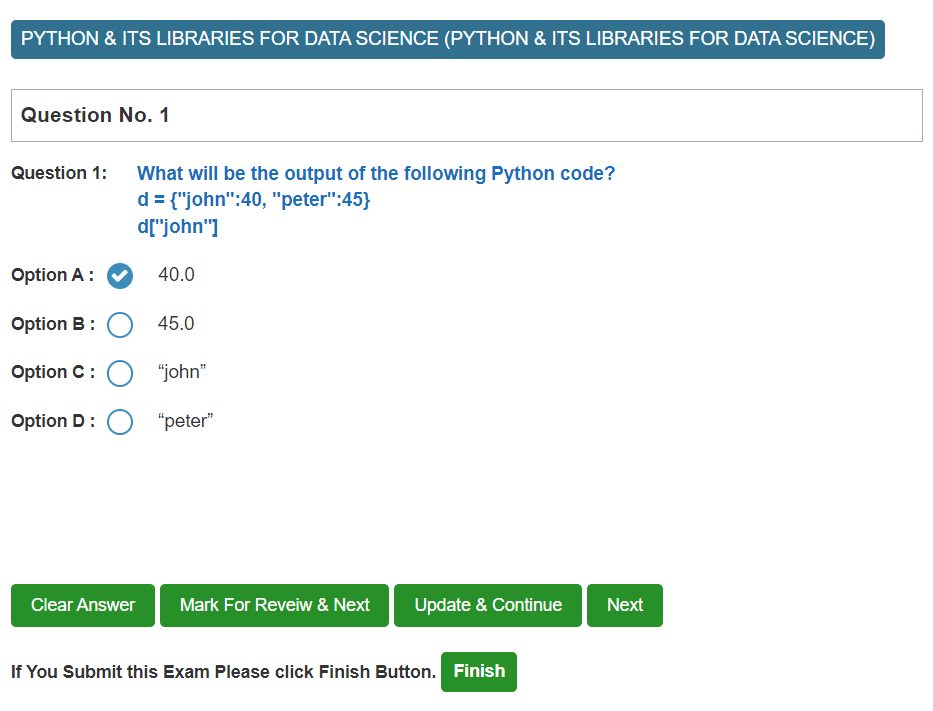 PYTHON & ITS LIBRARIES FOR DATA SCIENCE (PYTHON & ITS LIBRARIES FOR DATA SCIENCE)
Question No. 1
Question 1: What will be the output of the following Python code?
d = {"john":40, "peter":45}
d["john"]
Option A : 40.0
Option B : 45.0
Option C : “john”
Option D : “peter”
Clear Answer Mark For Reveiw & Next Update & Continue Next
If You Submit this Exam Please click Finish Button. Finish